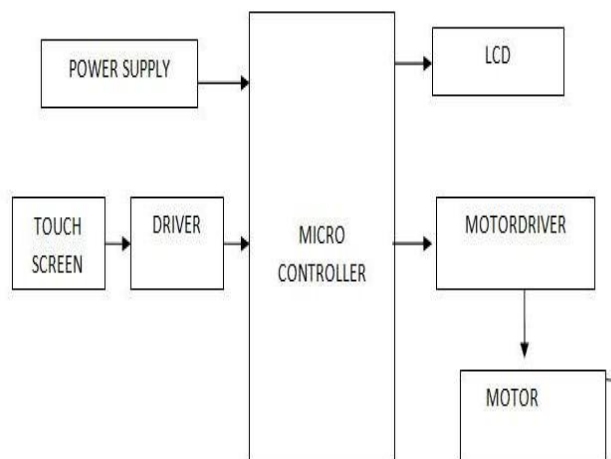 POWER SUPPLY
LCD
TOUCH
SCREEN
DRIVER
MICRO
CONTROLLER
MOTORDRIVER
MOTOR